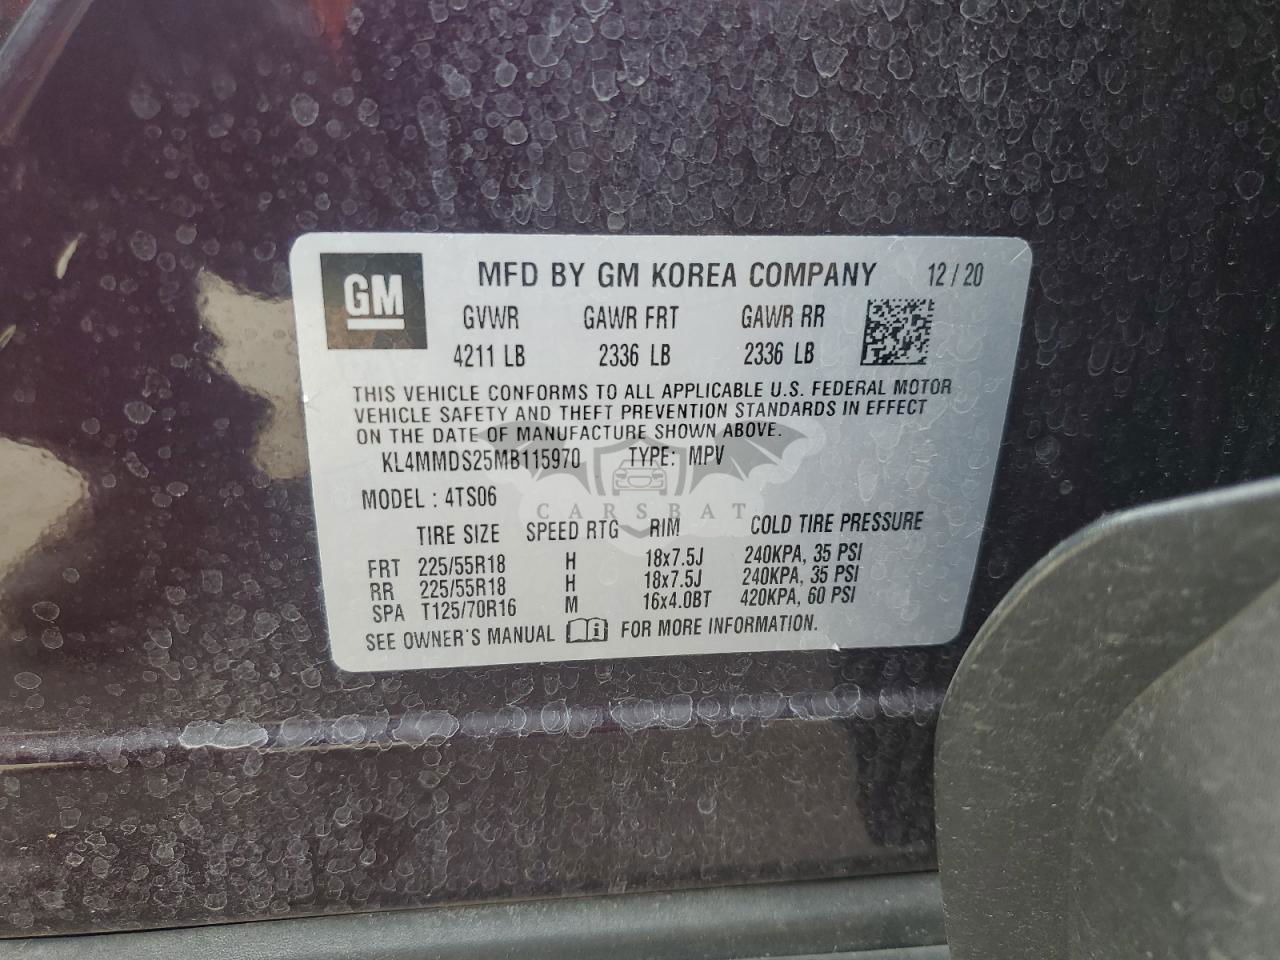 GM
MFD BY GM KOREA COMPANY 12/20
GVWR GAWR FRT GAWR RR
4211 LB 2336 LB 2336 LB
THIS VEHICLE CONFORMS TO ALL APPLICABLE U.S. FEDERAL MOTOR
VEHICLE SAFETY AND THEFT PREVENTION STANDARDS IN EFFECT
ON THE DATE OF MANUFACTURE SHOWN ABOVE.
KL4MMDS25MB115970 TYPE: MPV
MODEL : 4TS06
CARSBAT
TIRE SIZE SPEED RTG RIM COLD TIRE PRESSURE
FRT 225/55R18 H 18x7.5J 240KPA, 35 PSI
RR 225/55R18 H 18x7.5J 240KPA, 35 PSI
SPA T125/70R16 M 16x4.0BT 420KPA, 60 PSI
SEE OWNER'S MANUAL FOR MORE INFORMATION.